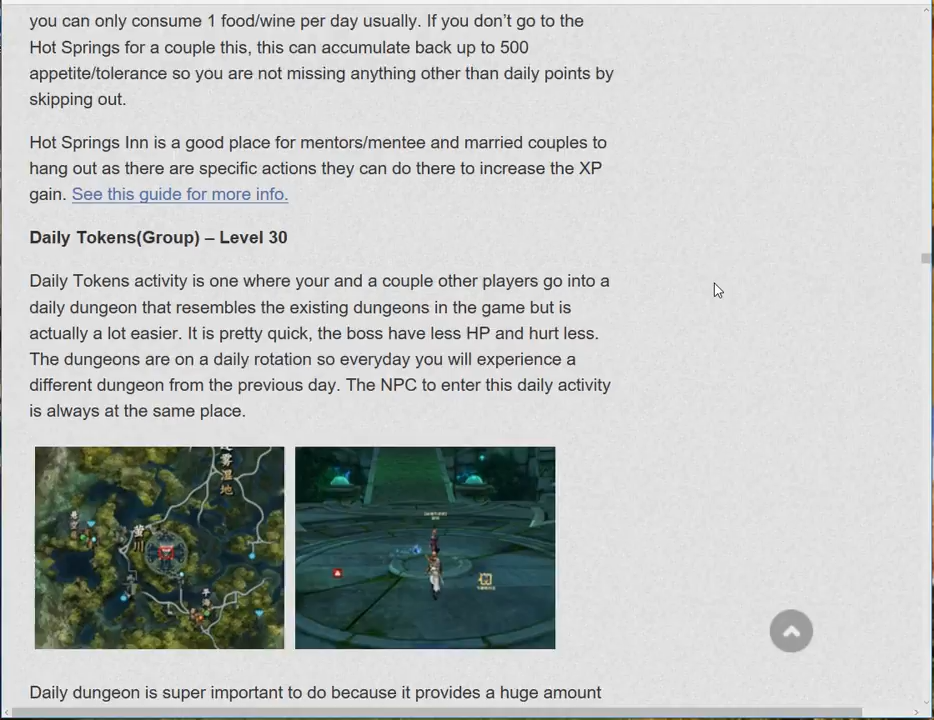 you can only consume 1 food/wine per day usually. If you don't go to the
Hot Springs for a couple this, this can accumulate back up to 500
appetite/tolerance so you are not missing anything other than daily points by
skipping out.
Hot Springs Inn is a good place for mentors/mentee and married couples to
hang out as there are specific actions they can do there to increase the XP
gain. See this guide for more info.
Daily Tokens(Group) – Level 30
Daily Tokens activity is one where your and a couple other players go into a
daily dungeon that resembles the existing dungeons in the game but is
actually a lot easier. It is pretty quick, the boss have less HP and hurt less.
The dungeons are on a daily rotation so everyday you will experience a
different dungeon from the previous day. The NPC to enter this daily activity
is always at the same place.
Daily dungeon is super important to do because it provides a huge amount